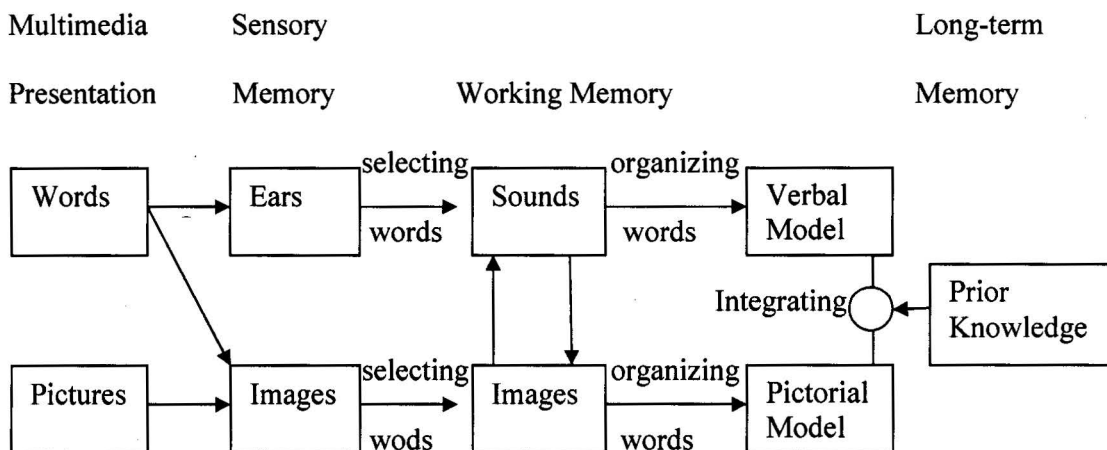 Multimedia Sensory Long-term
Presentation Memory Working Memory Memory
selecting organizing
Words Ears Sounds Verbal
Model
words words
Integrating Prior
Knowledge
selecting organizing
Pictures Images Images Pictorial
Model
wods words